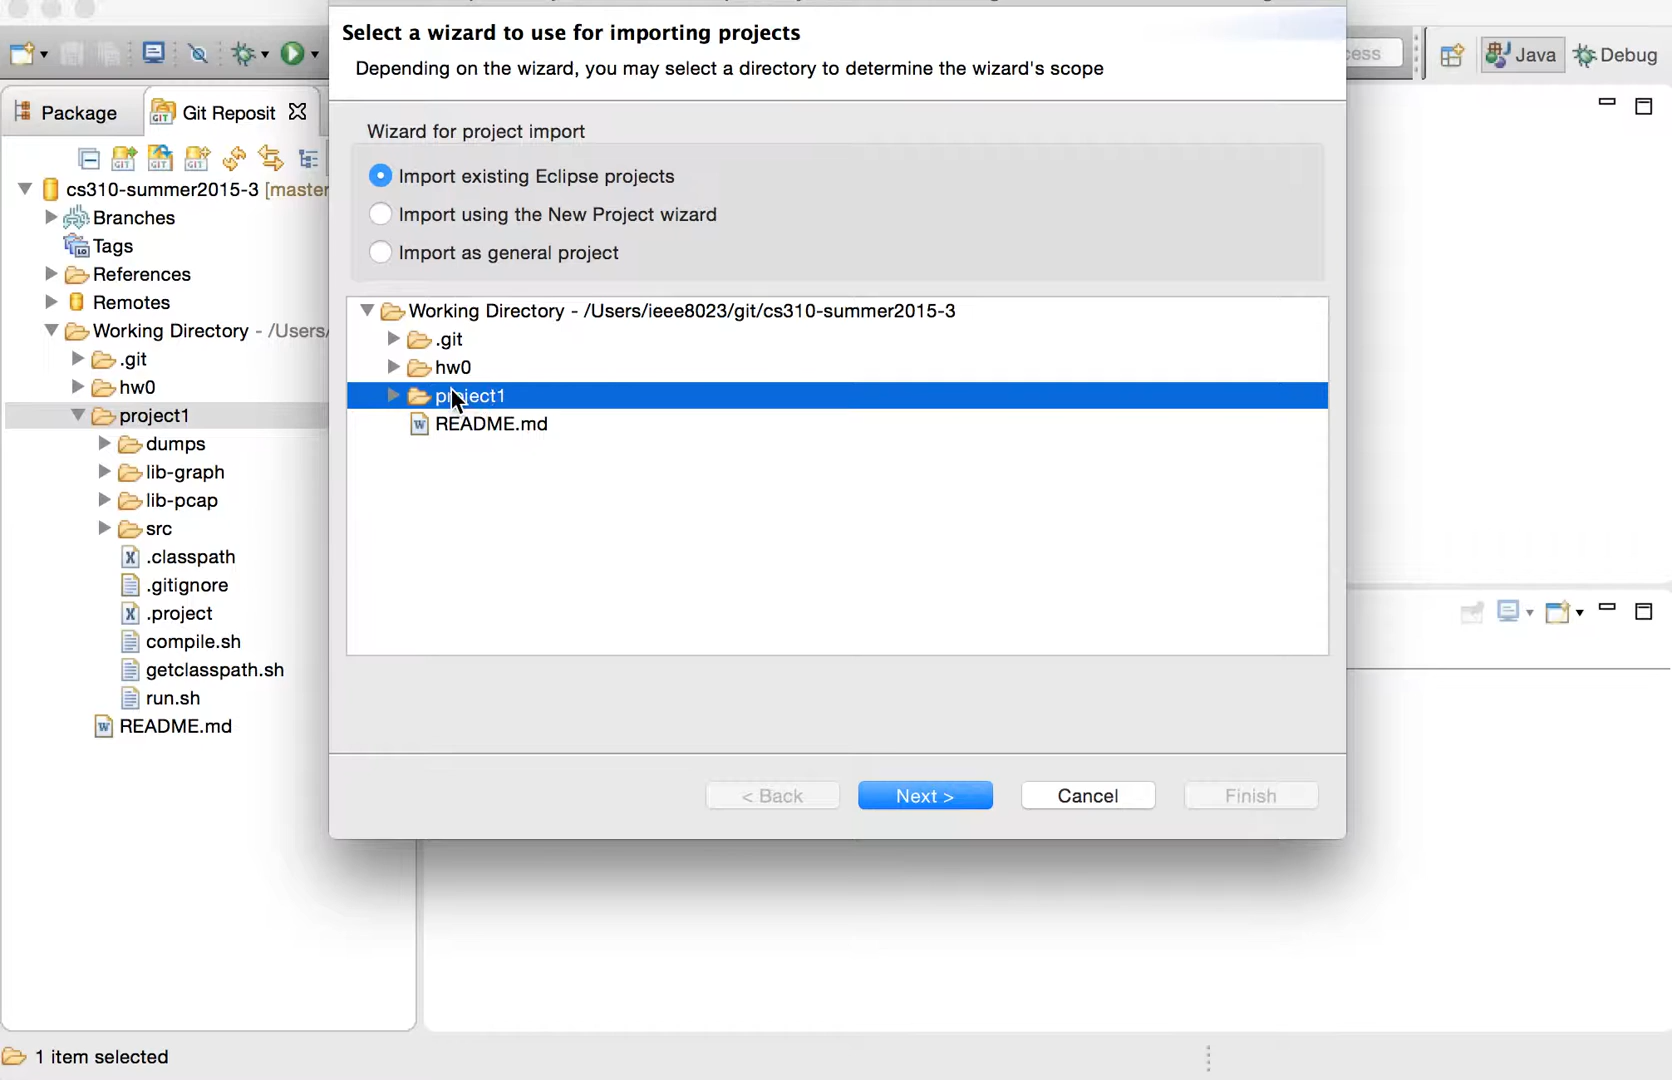 Select a wizard to use for importing projects
Depending on the wizard, you may select a directory to determine the wizard's scope
cess
Java
Debug
Package
Git Reposit
Wizard for project import
Import existing Eclipse projects
Import using the New Project wizard
Import as general project
cs310-summer2015-3 [master
Branches
Tags
References
Remotes
Working Directory - /Users/
.git
hw0
project1
dumps
lib-graph
lib-pcap
src
.classpath
.gitignore
.project
compile.sh
getclasspath.sh
run.sh
README.md
Working Directory - /Users/ieee8023/git/cs310-summer2015-3
.git
hw0
project1
README.md
< Back
Next >
Cancel
Finish
1 item selected